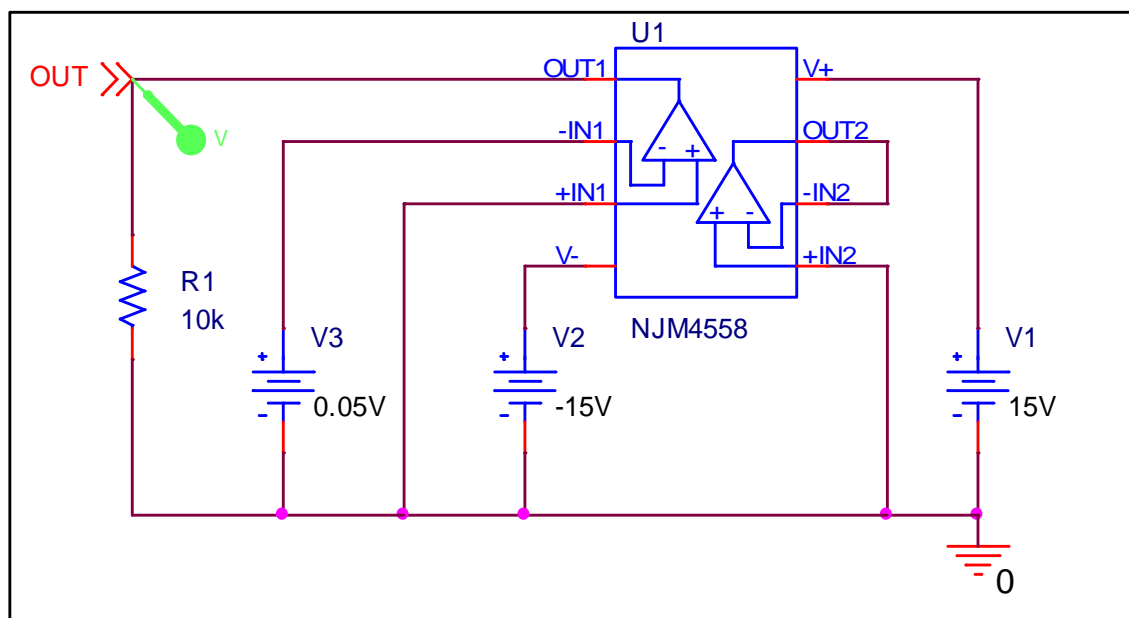 U1
OUT
OUT1
V+
V
-IN1
OUT2
- +
+IN1
-IN2
+ -
V-
+IN2
R1
10k
NJM4558
V3
+
-
0.05V
V2
+
-
-15V
V1
+
-
15V
0